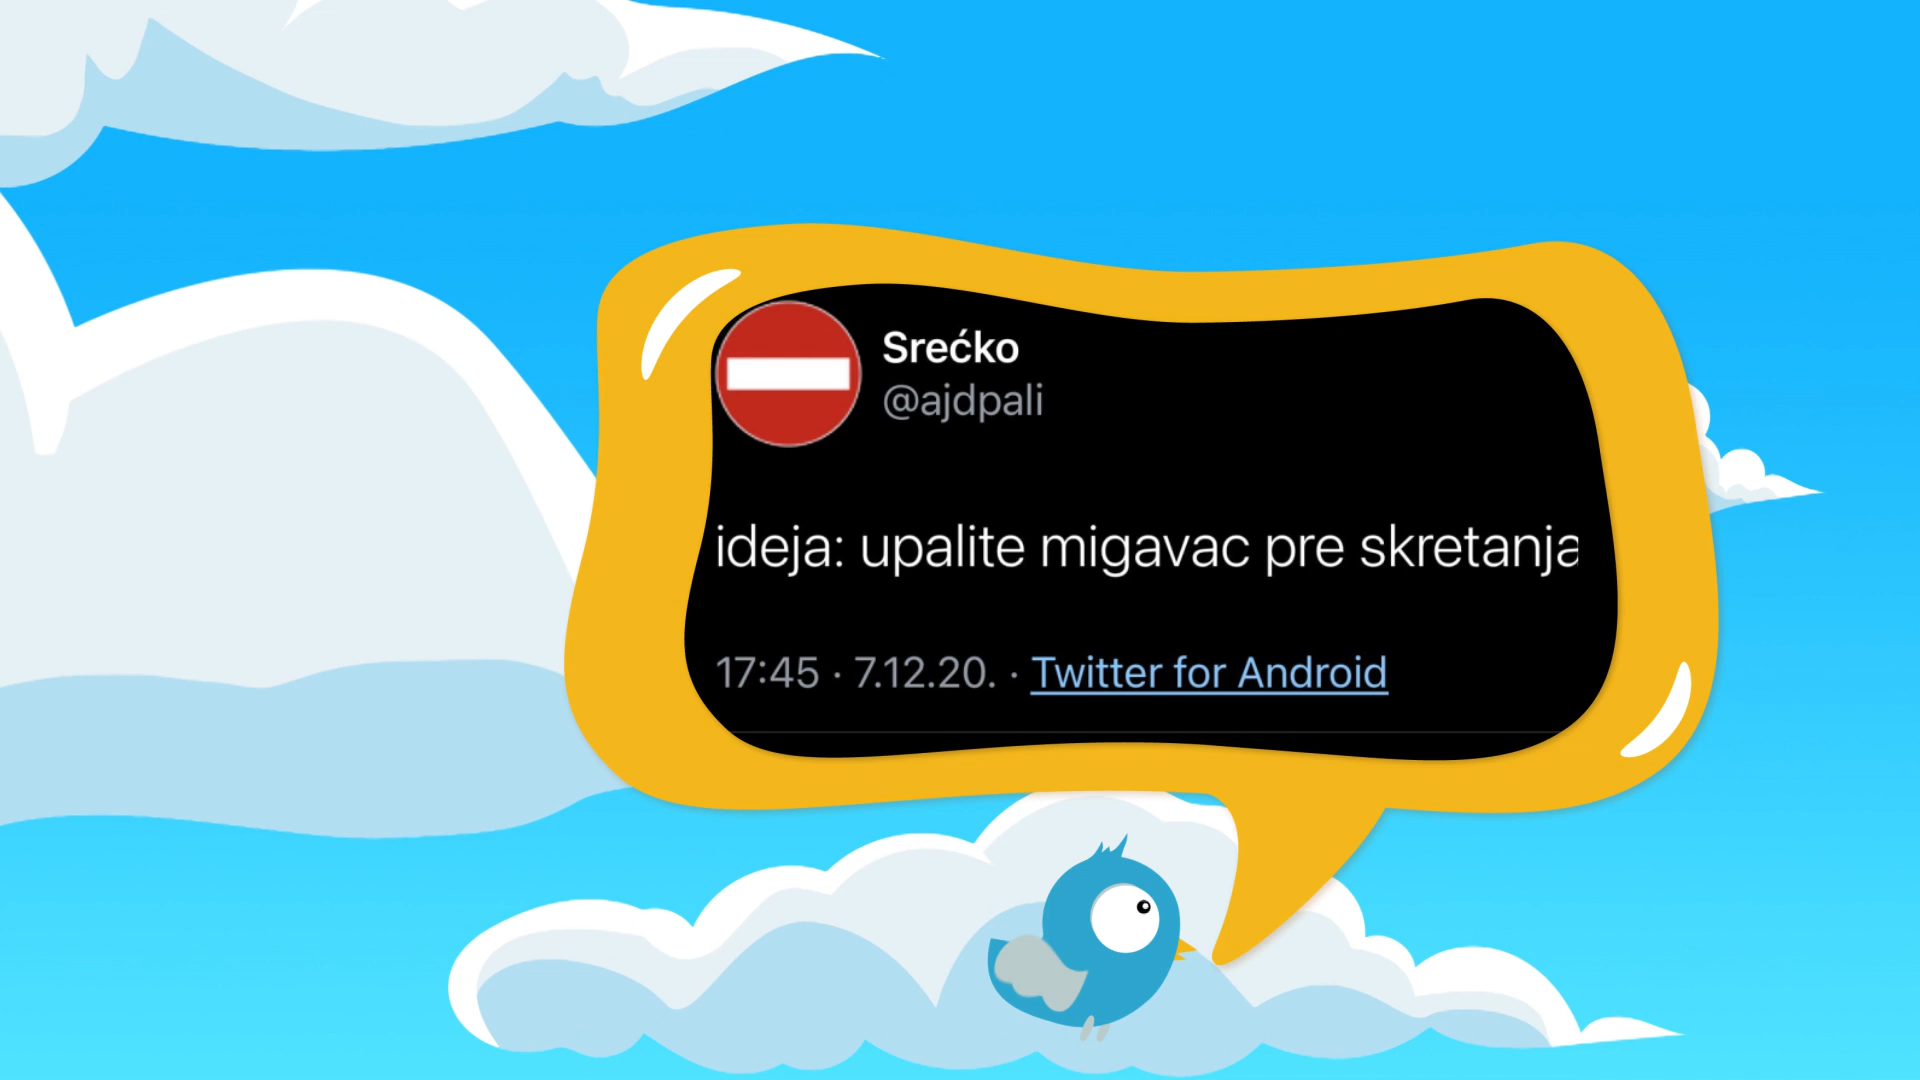 Srećko
@ajdpali
ideja: upalite migavac pre skretanja
17:45 · 7.12.20. · Twitter for Android